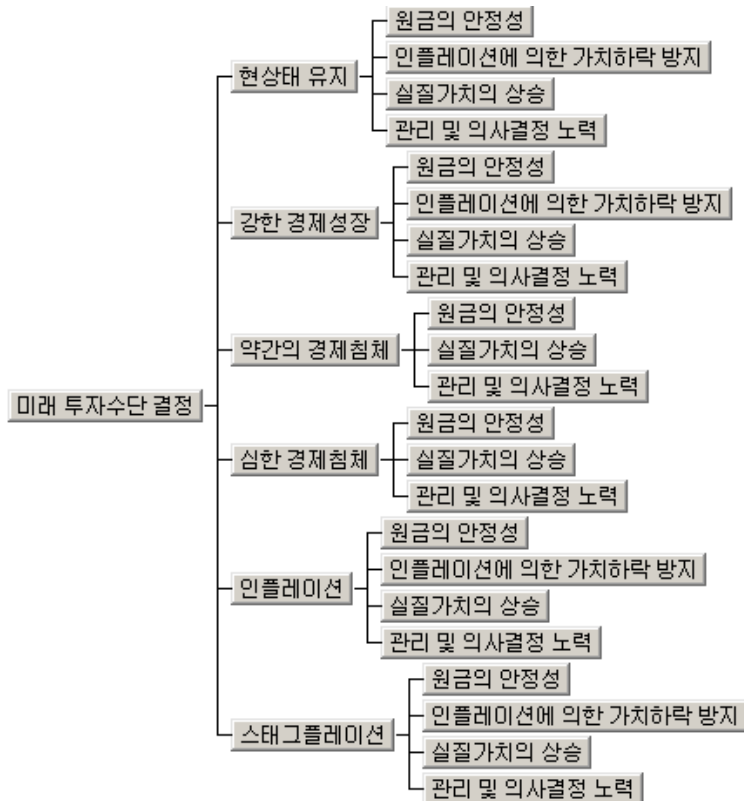 원금의 안정성
인플레이션에 의한 가치하락 방지
현상태 유지
실질가치의 상승
관리 및 의사결정 노력
원금의 안정성
인플레이션에 의한 가치하락 방지
강한 경제성장
실질가치의 상승
관리 및 의사결정 노력
원금의 안정성
약간의 경제침체
실질가치의 상승
관리 및 의사결정 노력
미래 투자수단 결정
원금의 안정성
심한 경제침체
실질가치의 상승
관리 및 의사결정 노력
원금의 안정성
인플레이션에 의한 가치하락 방지
인플레이션
실질가치의 상승
관리 및 의사결정 노력
원금의 안정성
인플레이션에 의한 가치하락 방지
스태그플레이션
실질가치의 상승
관리 및 의사결정 노력